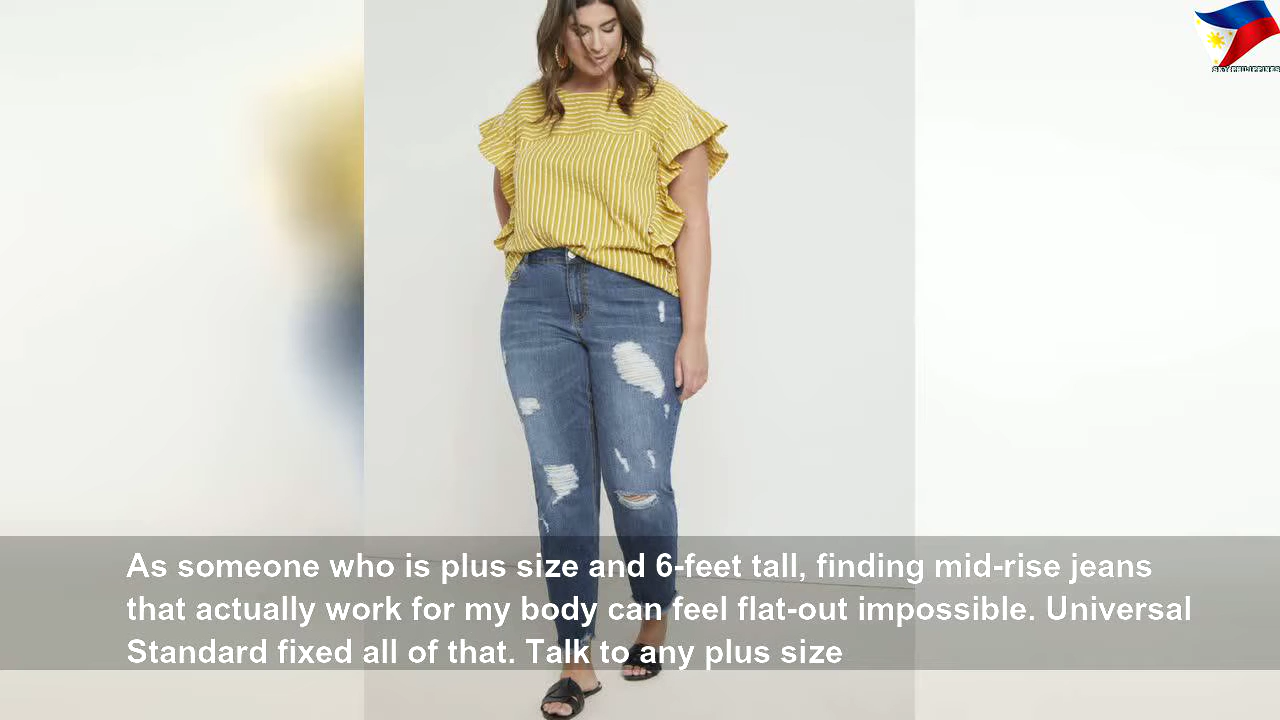 SKYPHILIPPINES
As someone who is plus size and 6-feet tall, finding mid-rise jeans
that actually work for my body can feel flat-out impossible. Universal
Standard fixed all of that. Talk to any plus size